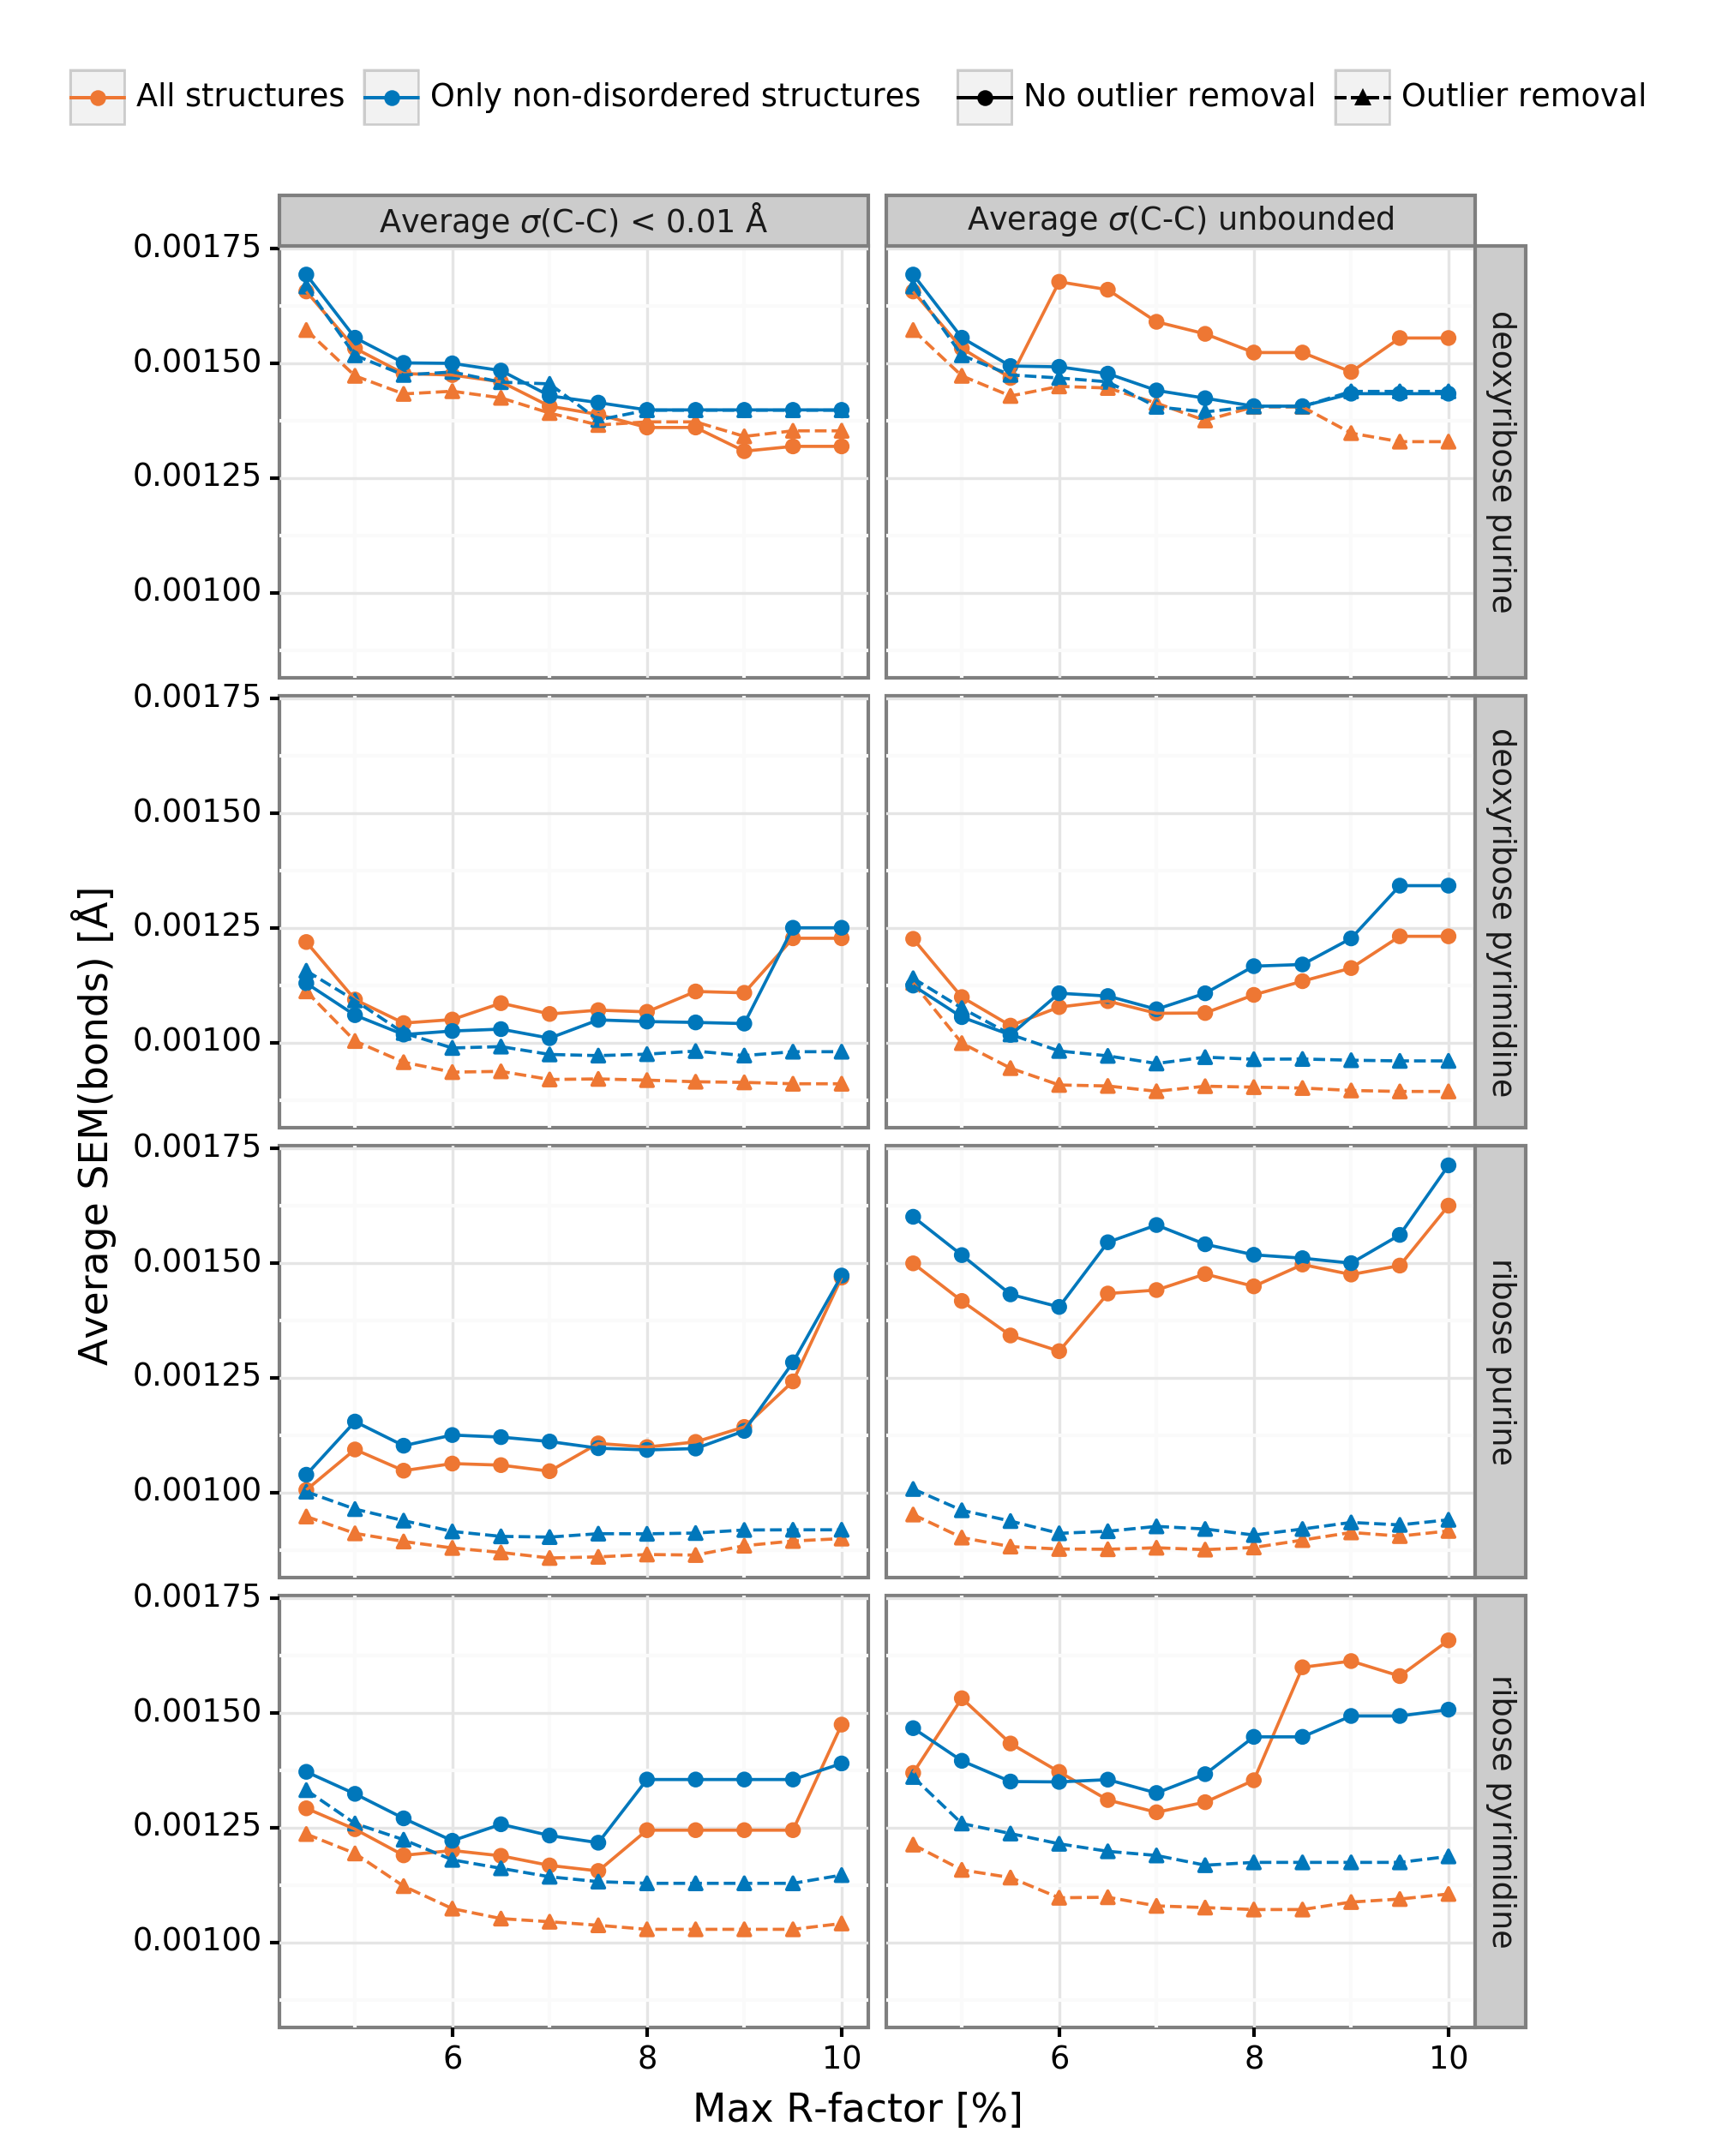 All structures Only non-disordered structures No outlier removal Outlier removal
Average σ(C-C) < 0.01 Å Average σ(C-C) unbounded
0.00175
0.00150
0.00125
0.00100
deoxyribose purine
0.00175
0.00150
0.00125
0.00100
deoxyribose pyrimidine
0.00175
0.00150
0.00125
0.00100
ribose purine
0.00175
0.00150
0.00125
0.00100
ribose pyrimidine
Average SEM(bonds) [Å]
6 8 10 6 8 10
Max R-factor [%]